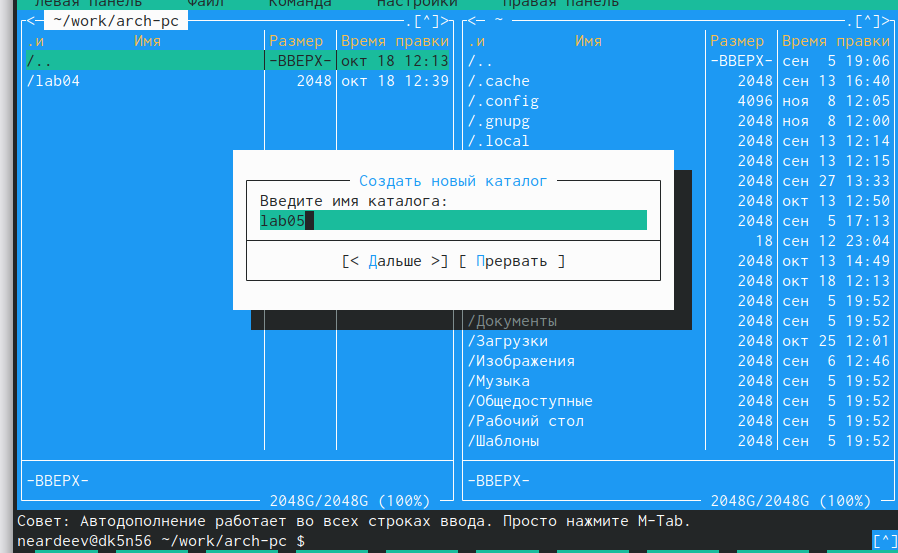 Левая панель Файл Команда Настройки Правая панель
<─ ~/work/arch-pc .[^]> <─ ~ .[^]>
.и Имя Размер Время правки .и Имя Размер Время правки
/.. -ВВЕРХ- окт 18 12:13 /.. -ВВЕРХ- сен 5 19:06
/lab04 2048 окт 18 12:39 /.cache 2048 сен 13 16:40
/.config 4096 ноя 8 12:05
/.gnupg 2048 ноя 8 12:00
/.local 2048 сен 13 12:14
2048 сен 13 12:15
Создать новый каталог 2048 сен 27 13:33
Введите имя каталога: 2048 окт 13 12:50
lab05 2048 сен 5 17:13
18 сен 12 23:04
[< Дальше >] [ Прервать ] 2048 окт 13 14:49
2048 окт 18 12:13
2048 сен 5 19:52
/Документы 2048 сен 5 19:52
/Загрузки 2048 окт 25 12:01
/Изображения 2048 сен 6 12:46
/Музыка 2048 сен 5 19:52
/Общедоступные 2048 сен 5 19:52
/Рабочий стол 2048 сен 5 19:52
/Шаблоны 2048 сен 5 19:52
-ВВЕРХ- -ВВЕРХ-
2048G/2048G (100%) 2048G/2048G (100%)
Совет: Автодополнение работает во всех строках ввода. Просто нажмите M-Tab.
neardeev@dk5n56 ~/work/arch-pc $ [^]